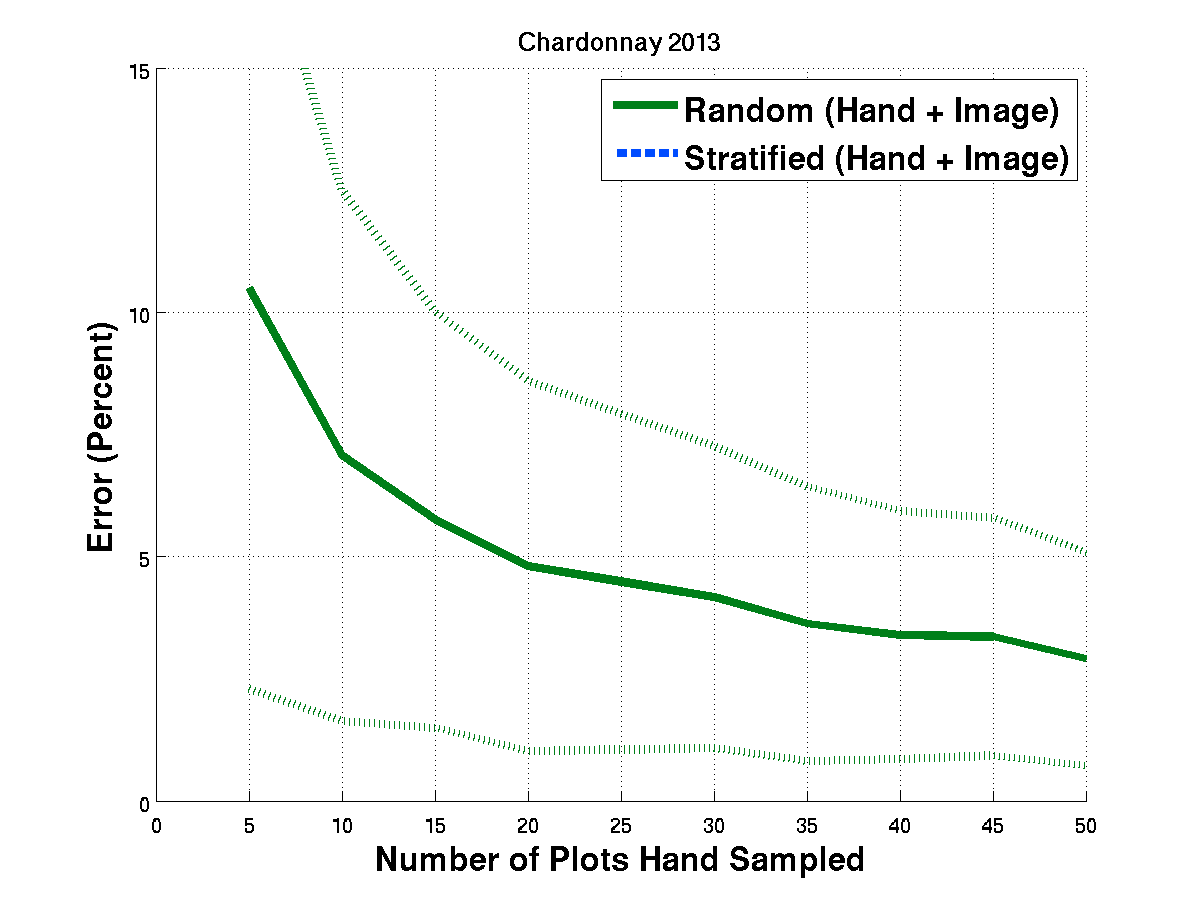 Chardonnay 2013
15
10
5
0
Error (Percent)
Random (Hand + Image)
Stratified (Hand + Image)
0 5 10 15 20 25 30 35 40 45 50
Number of Plots Hand Sampled